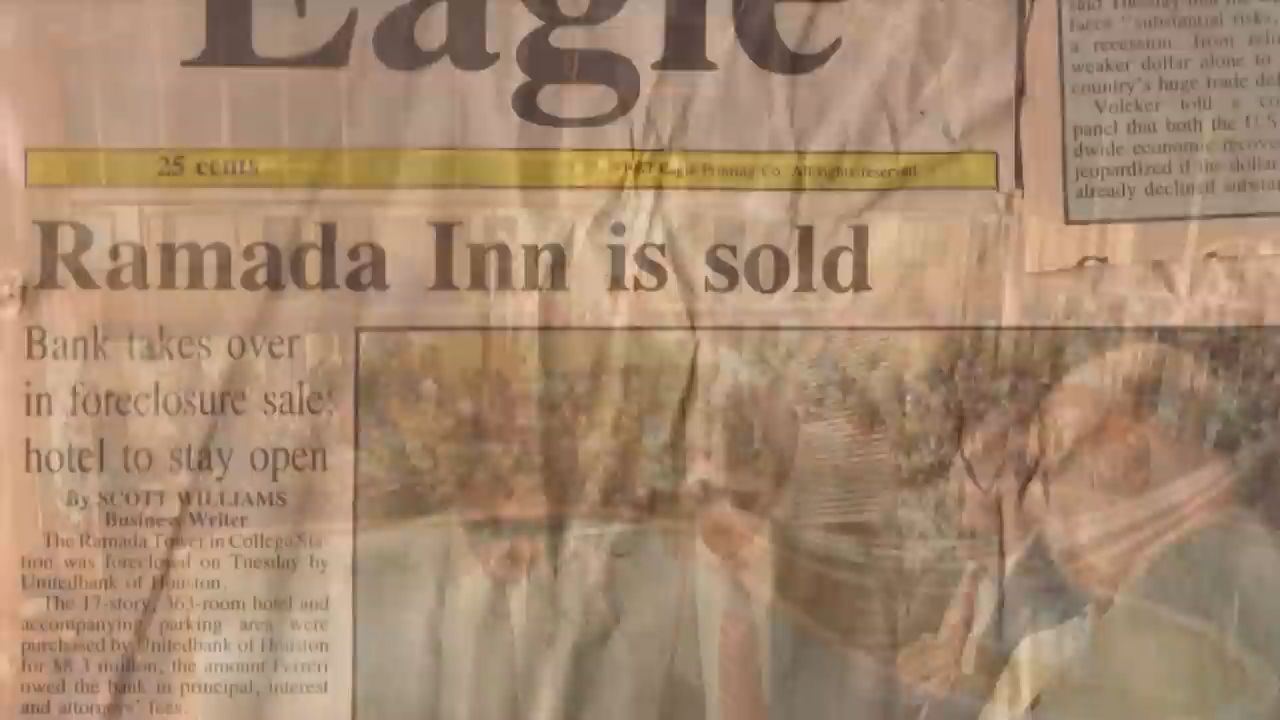 Eagle
25 cents
Eagle Printing Co. All rights reserved
Ramada Inn is sold
Bank takes over
in foreclosure sale;
hotel to stay open
By SCOTT WILLIAMS
Business Writer
The Ramada Tower in College Sta-
tion was foreclosed on Tuesday by
Unitedbank of Houston.
The 17-story, 363-room hotel and
accompanying parking area were
purchased by Unitedbank of Houston
for $8.3 million, the amount Ferreri
owed the bank in principal, interest
and attorneys' fees.
faces "substantial risks,
a recession from
weaker dollar alone to
country's huge trade
Volcker told a
panel that both the U.S.
dwide economic
jeopardized if the dollar
already declined